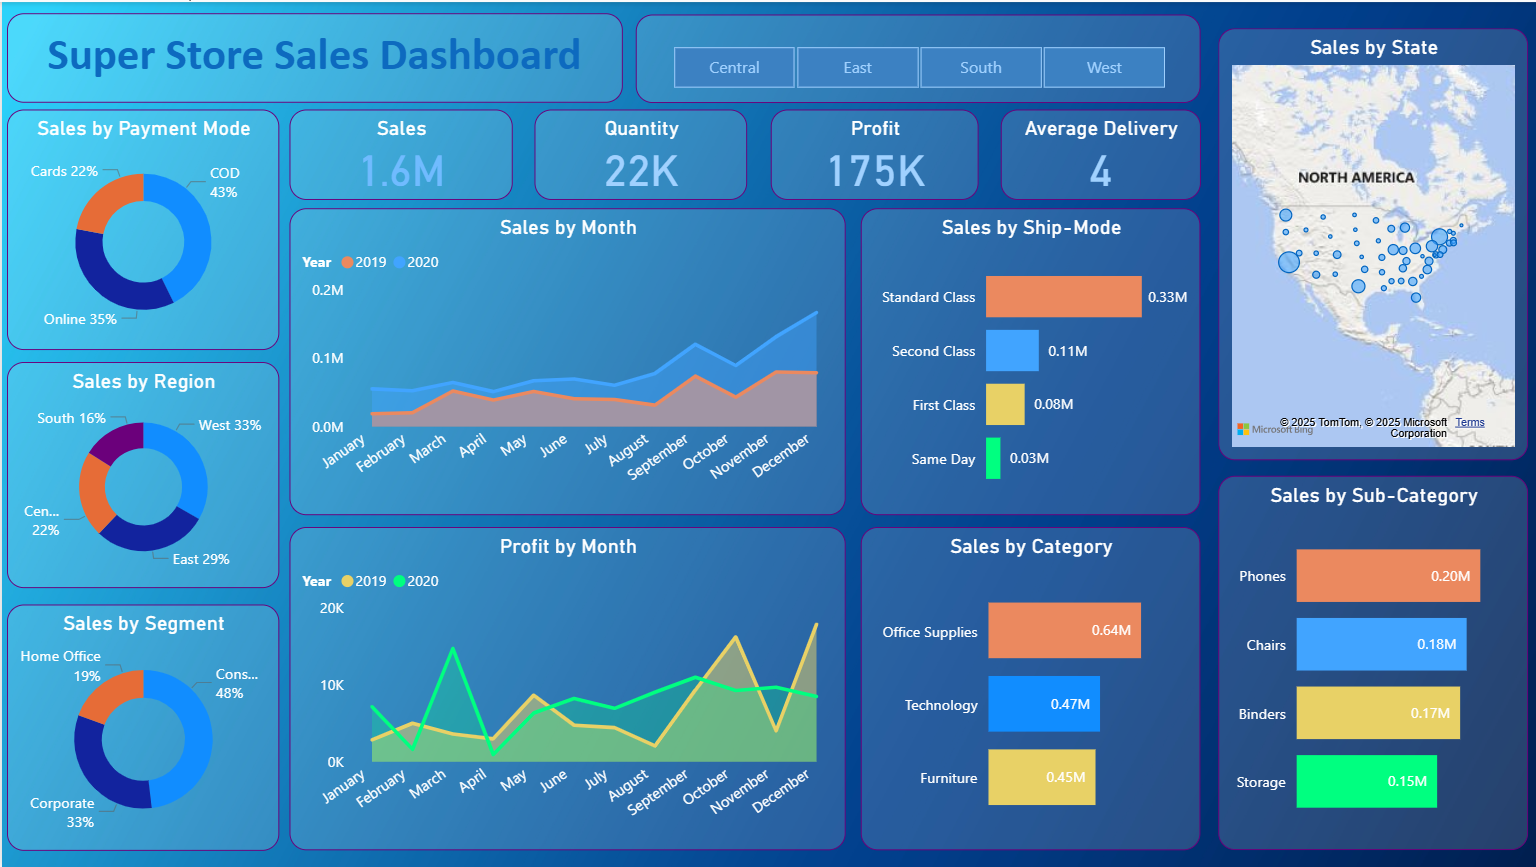 Super Store Sales Dashboard
Central
East
South
West
Sales by Payment Mode
Cards 22%
COD
43%
Online 35%
Sales
1.6M
Quantity
22K
Profit
175K
Average Delivery
4
Sales by State
NORTH AMERICA
Microsoft Bing
© 2025 TomTom, © 2025 Microsoft Corporation Terms
Sales by Region
South 16%
West 33%
Cen...
22%
East 29%
Sales by Segment
Home Office
19%
Cons...
48%
Corporate
33%
Sales by Month
Year 2019 2020
0.2M
0.1M
0.0M
January
February
March
April
May
June
July
August
September
October
November
December
Sales by Ship-Mode
Standard Class 0.33M
Second Class 0.11M
First Class 0.08M
Same Day 0.03M
Profit by Month
Year 2019 2020
20K
10K
0K
January
February
March
April
May
June
July
August
September
October
November
December
Sales by Category
Office Supplies 0.64M
Technology 0.47M
Furniture 0.45M
Sales by Sub-Category
Phones 0.20M
Chairs 0.18M
Binders 0.17M
Storage 0.15M